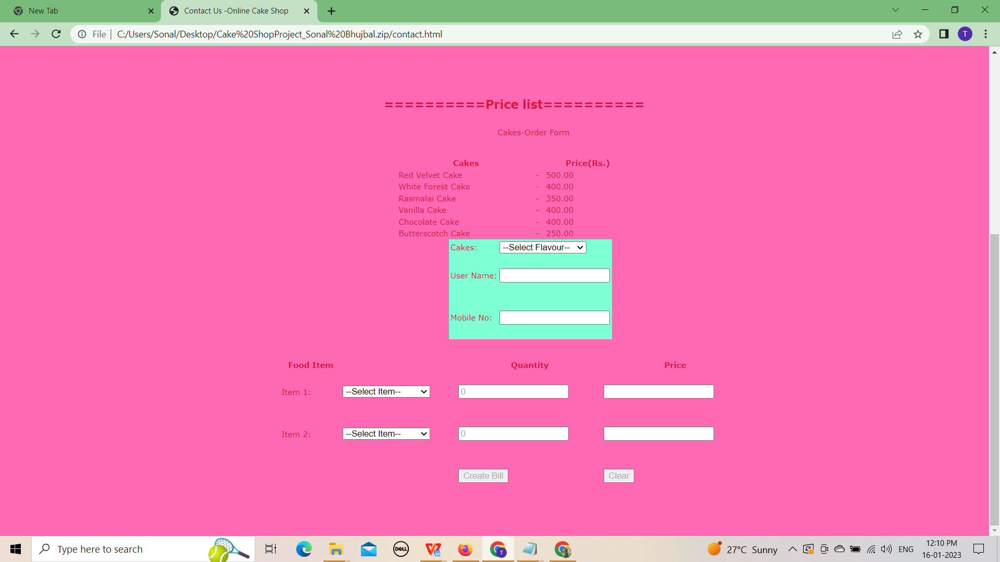 New Tab
Contact Us -Online Cake Shop
File | C:/Users/Sonal/Desktop/Cake%20ShopProject_Sonal%20Bhujbal.zip/contact.html
T
==========Price list==========
Cakes-Order Form
Cakes Price(Rs.)
Red Velvet Cake - 500.00
White Forest Cake - 400.00
Rasmalai Cake - 350.00
Vanilla Cake - 400.00
Chocolate Cake - 400.00
Butterscotch Cake - 250.00
Cakes: --Select Flavour--
User Name:
Mobile No:
Food Item Quantity Price
Item 1: --Select Item-- 0
Item 2: --Select Item-- 0
Create Bill Clear
Type here to search
DELL
W
T
27°C Sunny
ENG
12:10 PM
16-01-2023